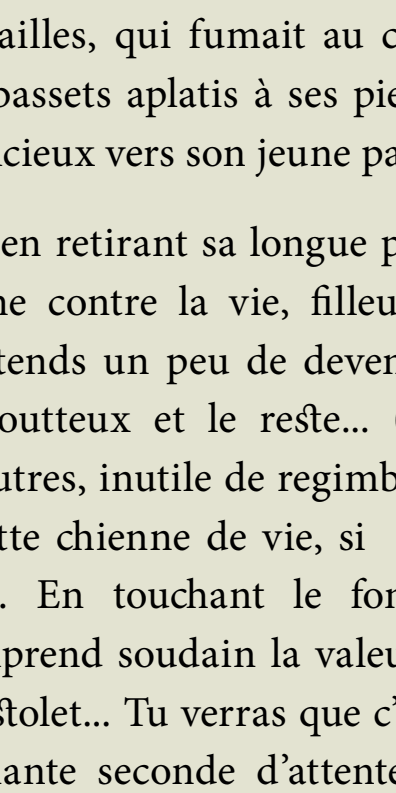 ailles, qui fumait au c
bassets aplatis à ses pie
cieux vers son jeune pa
en retirant sa longue p
ne contre la vie, filleu
tends un peu de deven
outteux et le reste...
utres, inutile de regimb
tte chienne de vie, si
. En touchant le fon
prend soudain la valeu
stolet... Tu verras que c’
ante seconde d’attente